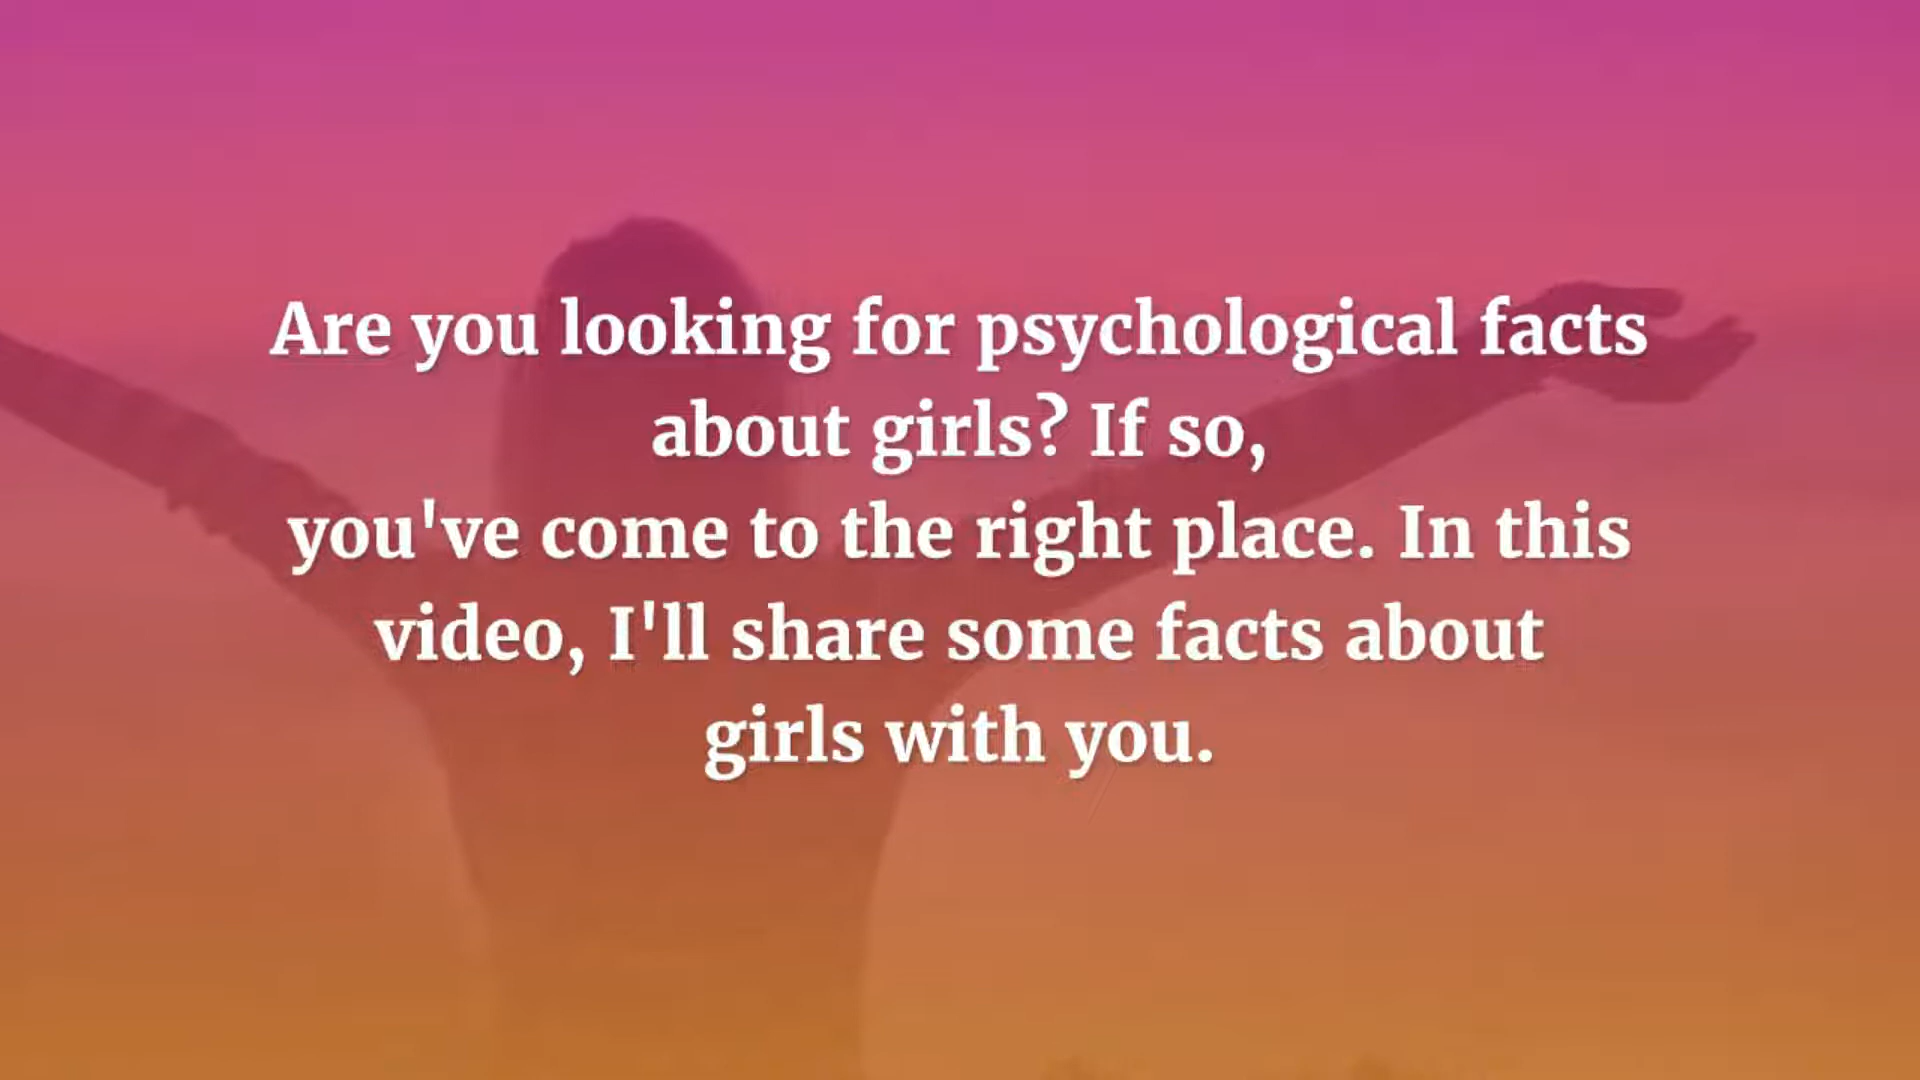 Are you looking for psychological facts
about girls? If so,
you've come to the right place. In this
video, I'll share some facts about
girls with you.